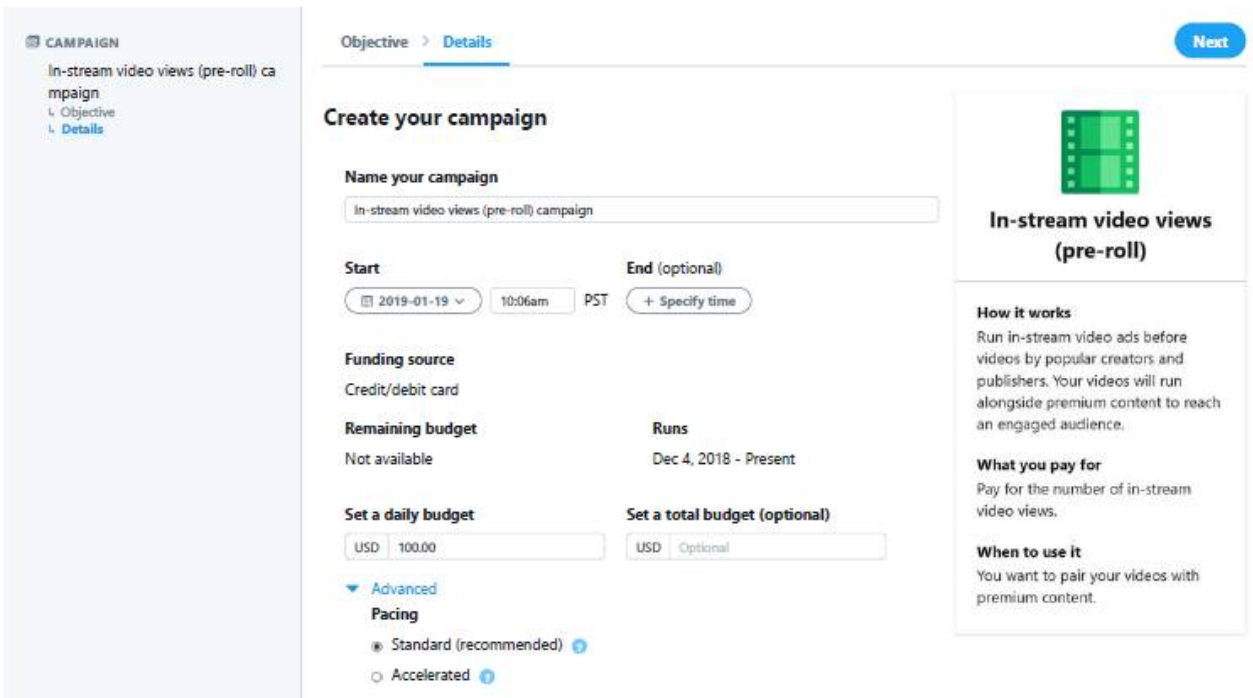 CAMPAIGN
In-stream video views (pre-roll) ca
mpaign
↳ Objective
↳ Details
Objective > Details
Next
Create your campaign
Name your campaign
In-stream video views (pre-roll) campaign
Start
End (optional)
2019-01-19
10:06am
PST
+ Specify time
Funding source
Credit/debit card
Remaining budget
Runs
Not available
Dec 4, 2018 - Present
Set a daily budget
Set a total budget (optional)
USD 100.00
USD Optional
Advanced
Pacing
Standard (recommended) ?
Accelerated ?
In-stream video views
(pre-roll)
How it works
Run in-stream video ads before
videos by popular creators and
publishers. Your videos will run
alongside premium content to reach
an engaged audience.
What you pay for
Pay for the number of in-stream
video views.
When to use it
You want to pair your videos with
premium content.